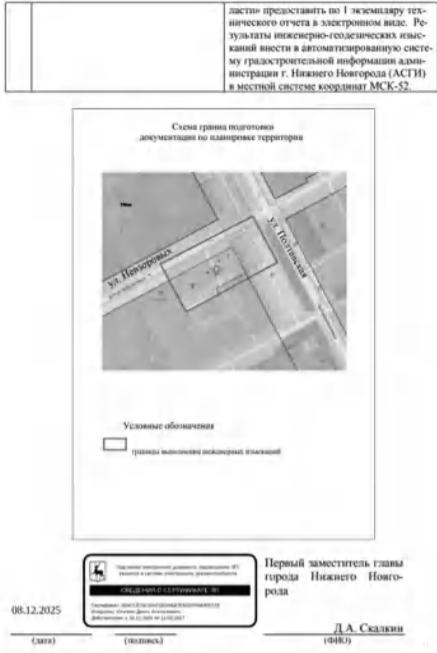 ласти» предоставить по 1 экземпляру тех-
нического отчета в электронном виде. Ре-
зультаты инженерно-геодезических изыс-
каний внести в автоматизированную систе-
му градостроительной информации адми-
нистрации г. Нижнего Новгорода (АСГИ)
в местной системе координат МСК-52.
Схема границ подготовки
документации по планировке территории
ул. Невзоровых
ул. Полтавская
Условные обозначения
границы выполнения инженерных изысканий
Первый заместитель главы
города Нижнего Новго-
рода
СВЕДЕНИЯ О СЕРТИФИКАТЕ ЭП
08.12.2025
Д.А. Скалкин
(дата)
(подпись)
(ФИО)